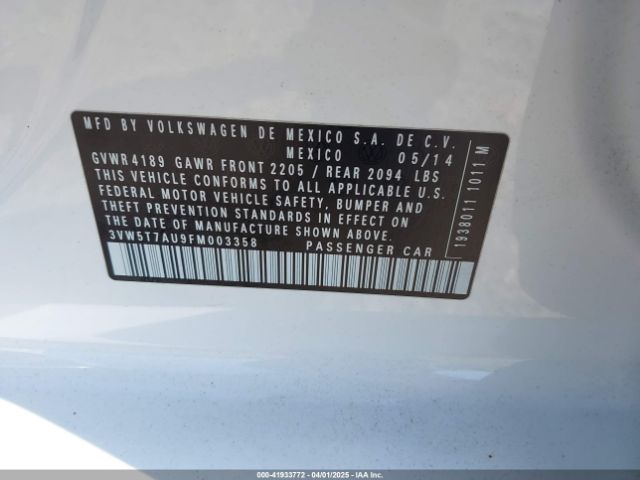 MFD BY VOLKSWAGEN DE MEXICO S.A. DE C.V.
MEXICO 05/14
GVWR 4189 GAWR FRONT 2205 / REAR 2094 LBS
THIS VEHICLE CONFORMS TO ALL APPLICABLE U.S.
FEDERAL MOTOR VEHICLE SAFETY, BUMPER AND
THEFT PREVENTION STANDARDS IN EFFECT ON
THE DATE OF MANUFACTURE SHOWN ABOVE.
3VW5T7AU9FM003358 PASSENGER CAR
1938011 1011 M
000-41933772 - 04/01/2025 - IAAI.COM